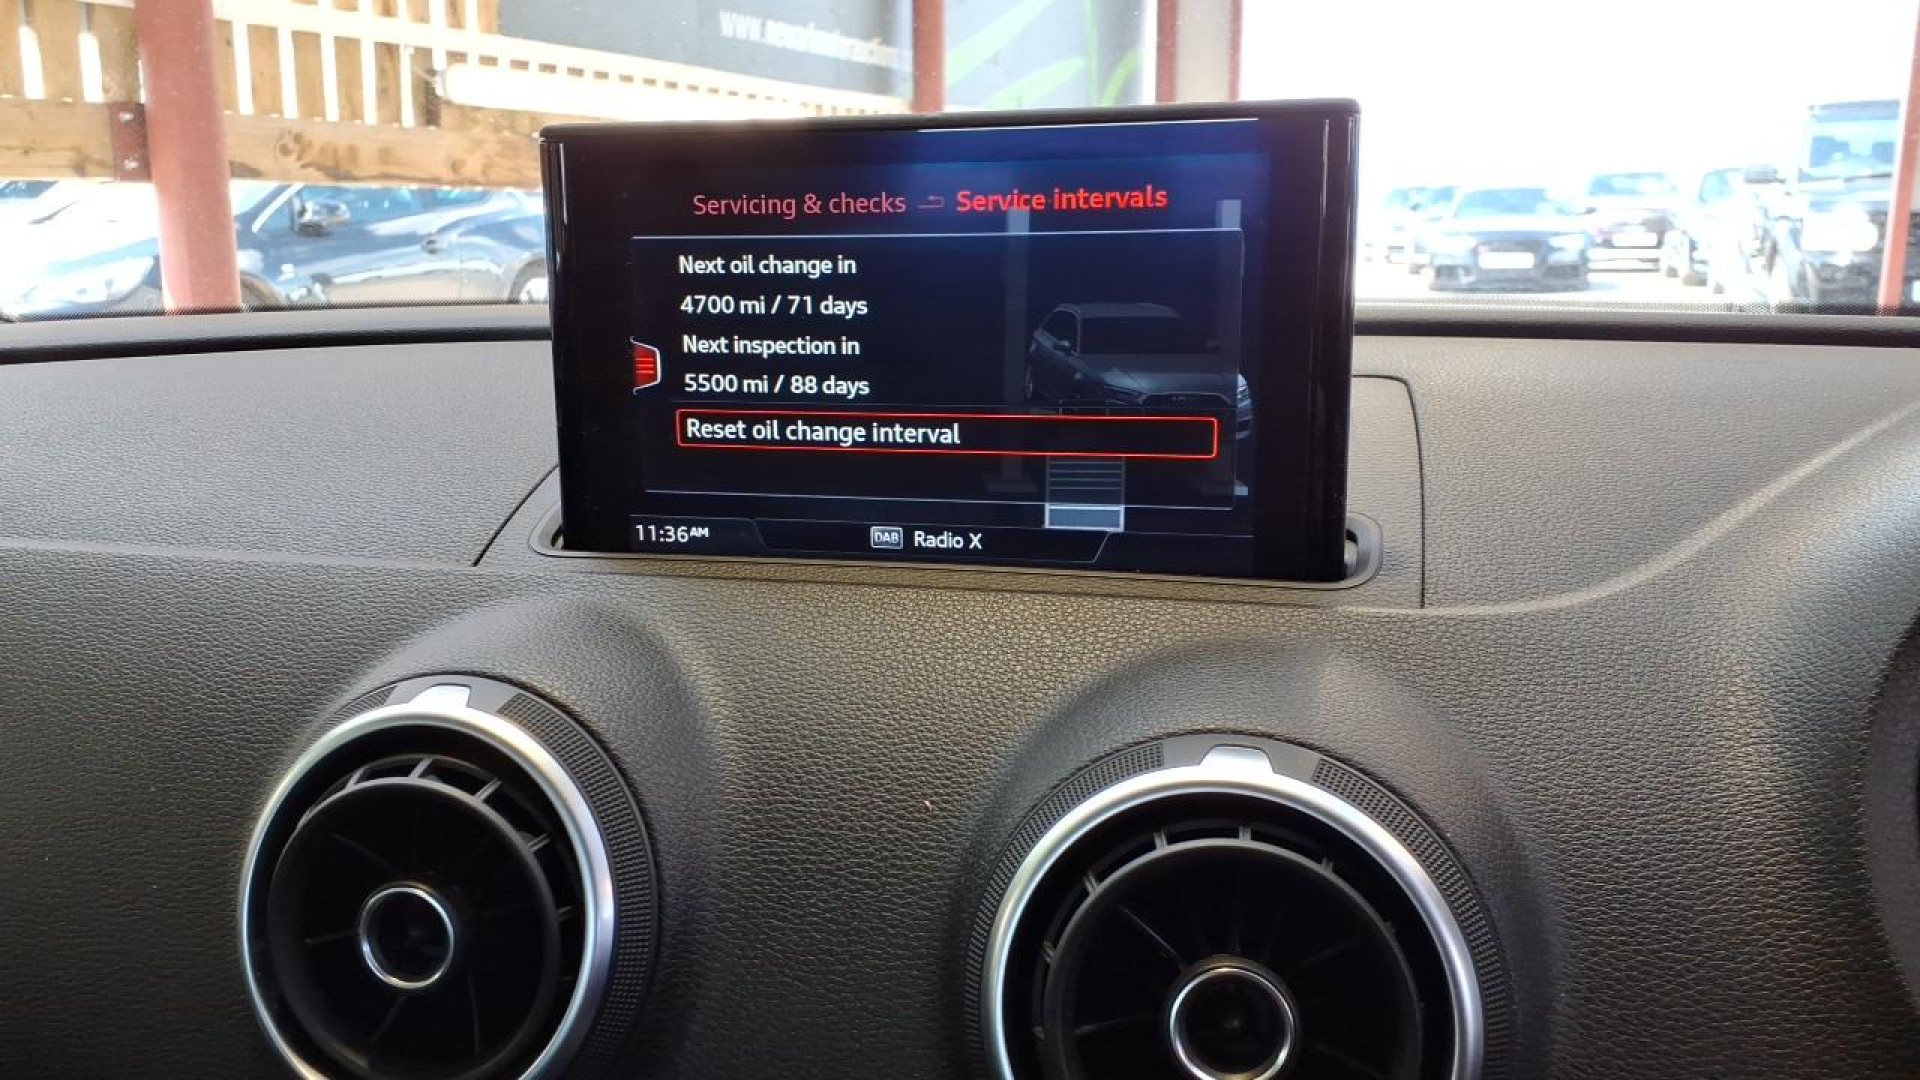 Servicing & checks Service intervals
Next oil change in
4700 mi / 71 days
Next inspection in
5500 mi / 88 days
Reset oil change interval
11:36AM DAB Radio X